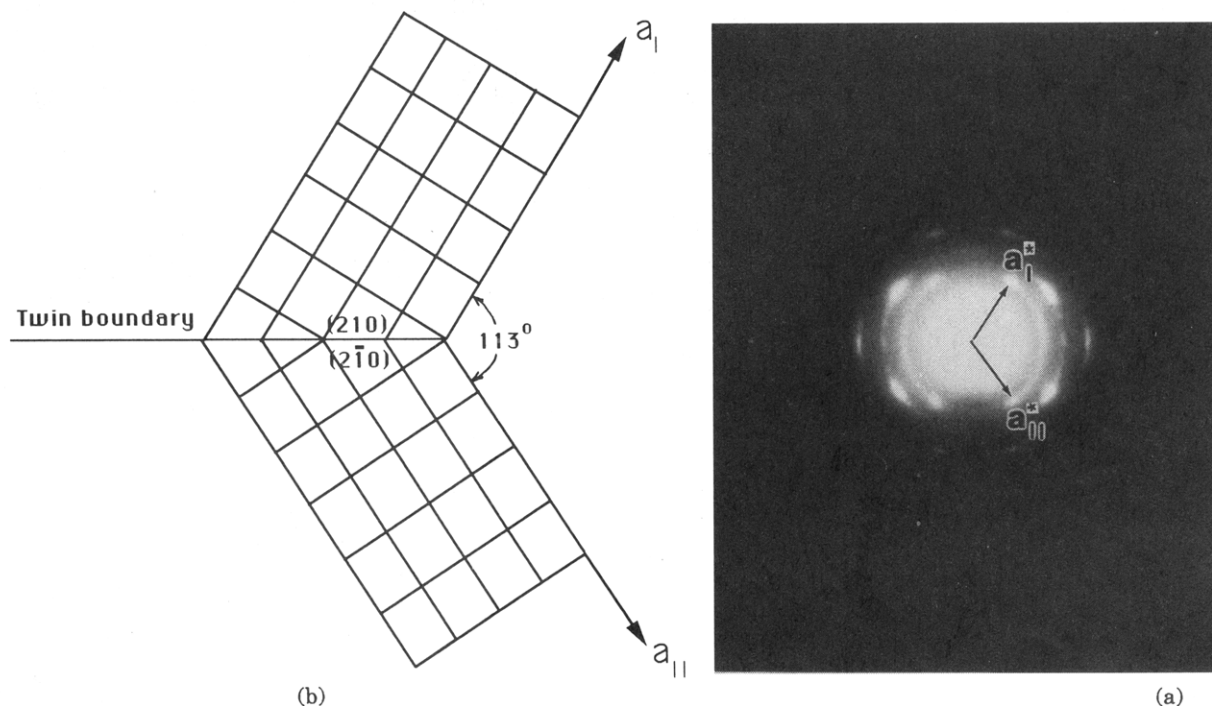 a_I
Twin boundary
(210)
(2̄10)
113°
a_II
(b)
a*_I
a*_II
(a)